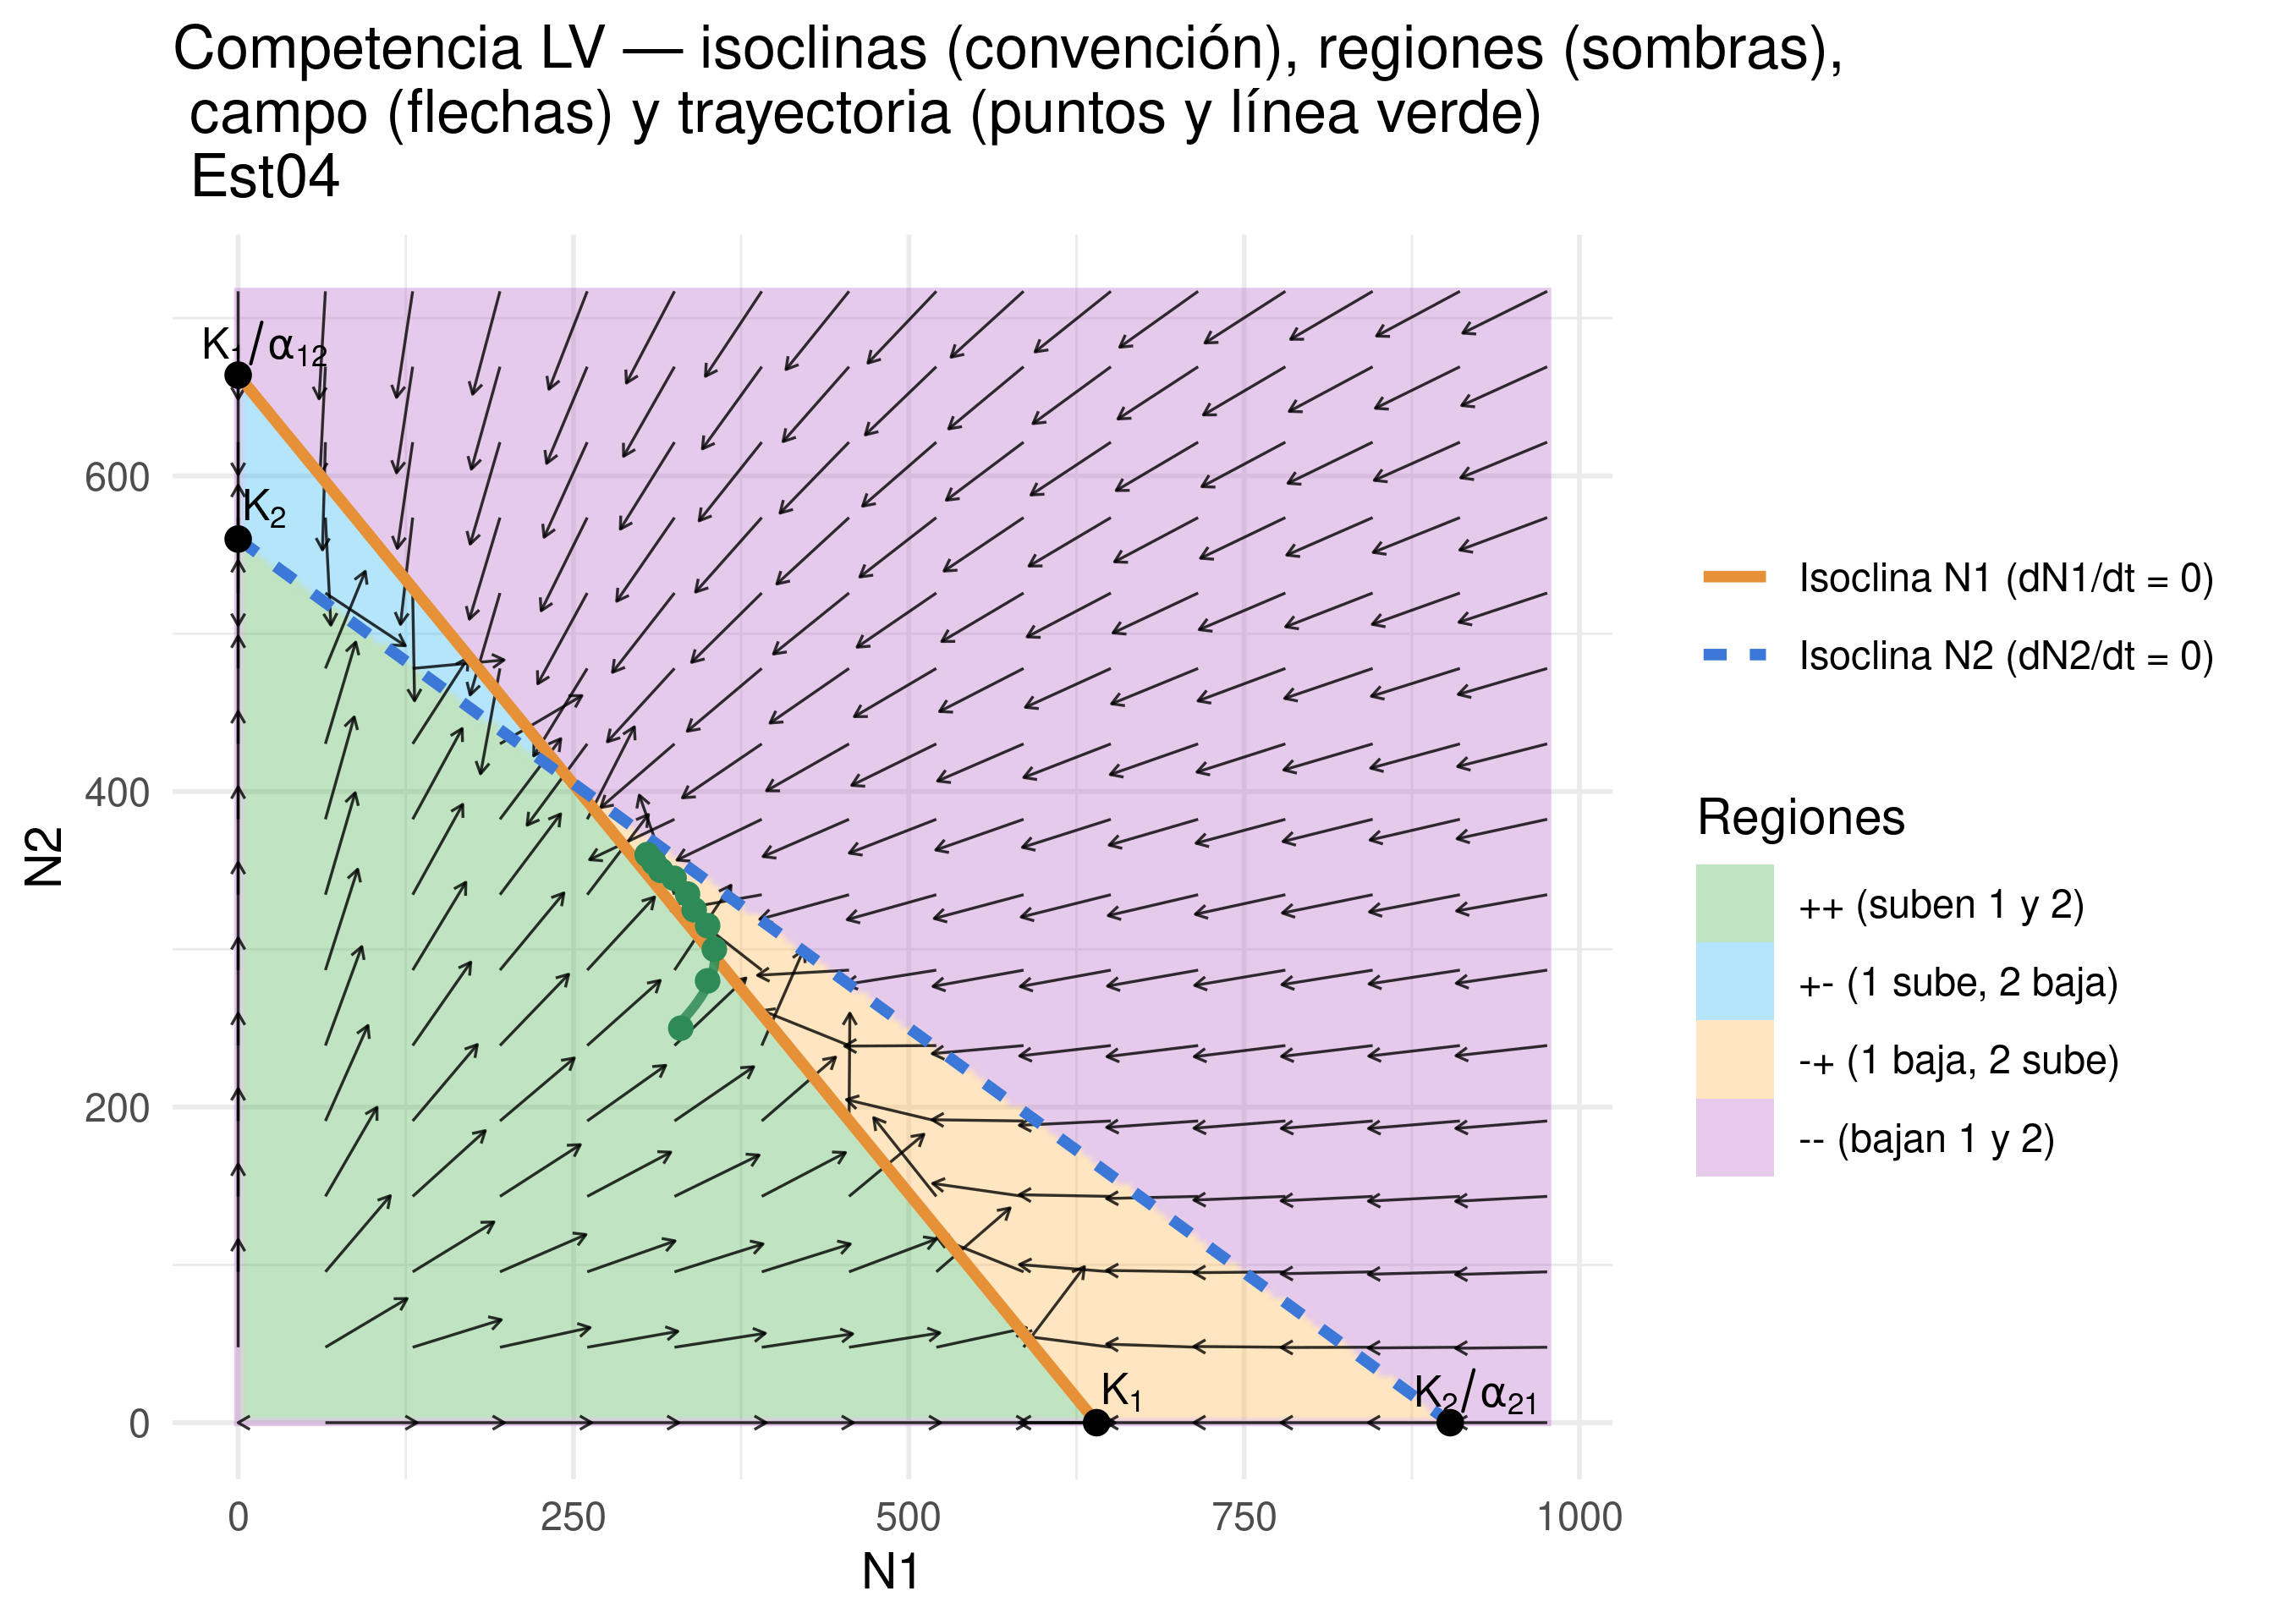 Competencia LV — isoclinas (convención), regiones (sombras),
campo (flechas) y trayectoria (puntos y línea verde)
Est04
K₁/α₁₂
K₂
K₁
K₂/α₂₁
600
400
200
0
0
250
500
750
1000
N2
N1
Isoclina N1 (dN1/dt = 0)
Isoclina N2 (dN2/dt = 0)
Regiones
++ (suben 1 y 2)
+- (1 sube, 2 baja)
-+ (1 baja, 2 sube)
-- (bajan 1 y 2)